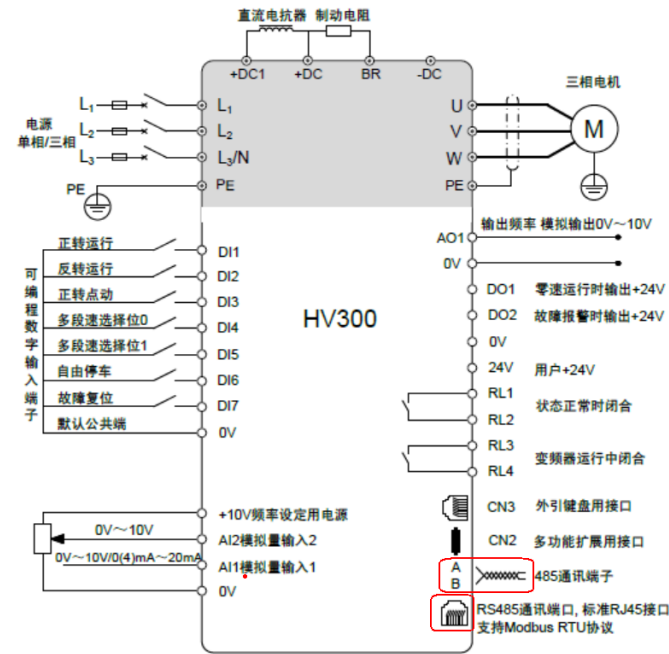 直流电抗器 制动电阻
+DC1 +DC BR -DC
三相电机
电源
单相/三相
L1 L1
L2 L2
L3 L3/N
PE PE
U
V
W
PE
M
HV300
可编程数字输入端子
正转运行 DI1
反转运行 DI2
正转点动 DI3
多段速选择位0 DI4
多段速选择位1 DI5
自由停车 DI6
故障复位 DI7
默认公共端 0V
+10V频率设定用电源
0V～10V AI2模拟量输入2
0V～10V/0(4)mA～20mA AI1模拟量输入1
0V
AO1 输出频率 模拟输出0V～10V
0V
DO1 零速运行时输出+24V
DO2 故障报警时输出+24V
0V
24V 用户+24V
RL1
RL2 状态正常时闭合
RL3
RL4 变频器运行中闭合
CN3 外引键盘用接口
CN2 多功能扩展用接口
A
B 485通讯端子
RS485通讯端口, 标准RJ45接口
支持Modbus RTU协议